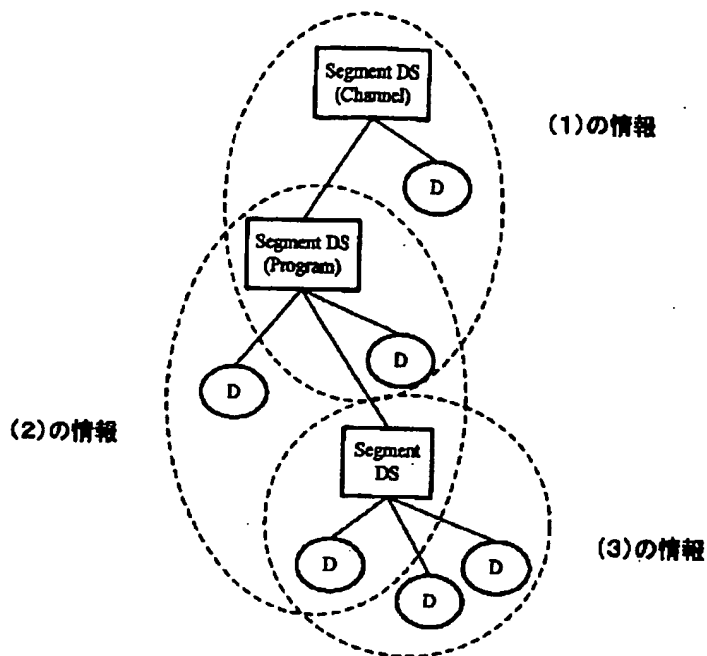 Segment DS
(Channel)
(1)の情報
D
Segment DS
(Program)
D
D
(2)の情報
Segment
DS
(3)の情報
D
D
D